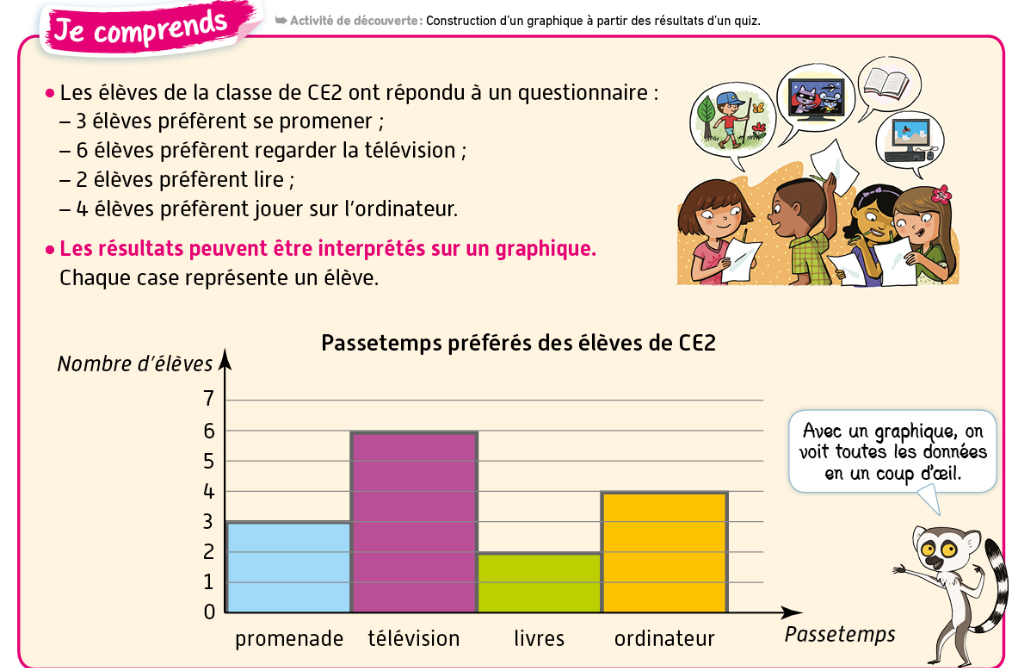 Je comprends
➥ Activité de découverte : Construction d'un graphique à partir des résultats d'un quiz.
• Les élèves de la classe de CE2 ont répondu à un questionnaire :
– 3 élèves préfèrent se promener ;
– 6 élèves préfèrent regarder la télévision ;
– 2 élèves préfèrent lire ;
– 4 élèves préfèrent jouer sur l'ordinateur.
• Les résultats peuvent être interprétés sur un graphique.
Chaque case représente un élève.
Passetemps préférés des élèves de CE2
Nombre d'élèves
7
6
5
4
3
2
1
0
promenade télévision livres ordinateur
Passetemps
Avec un graphique, on
voit toutes les données
en un coup d'œil.